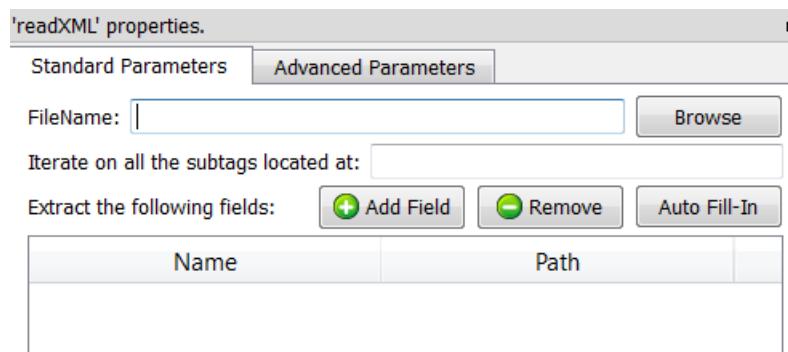 'readXML' properties.
Standard Parameters Advanced Parameters
FileName: Browse
Iterate on all the subtags located at:
Extract the following fields: Add Field Remove Auto Fill-In
Name Path